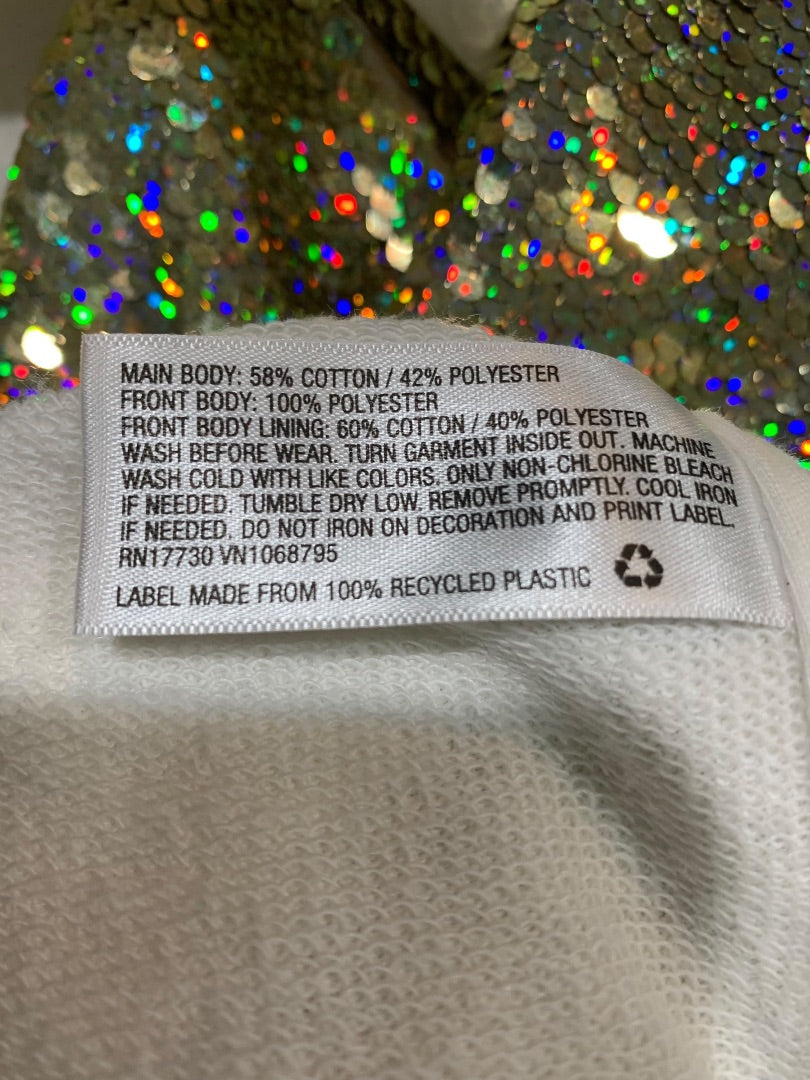 MAIN BODY: 58% COTTON / 42% POLYESTER
FRONT BODY: 100% POLYESTER
FRONT BODY LINING: 60% COTTON / 40% POLYESTER
WASH BEFORE WEAR. TURN GARMENT INSIDE OUT. MACHINE
WASH COLD WITH LIKE COLORS. ONLY NON-CHLORINE BLEACH
IF NEEDED. TUMBLE DRY LOW. REMOVE PROMPTLY. COOL IRON
IF NEEDED. DO NOT IRON ON DECORATION AND PRINT LABEL.
RN17730 VN1068795
LABEL MADE FROM 100% RECYCLED PLASTIC